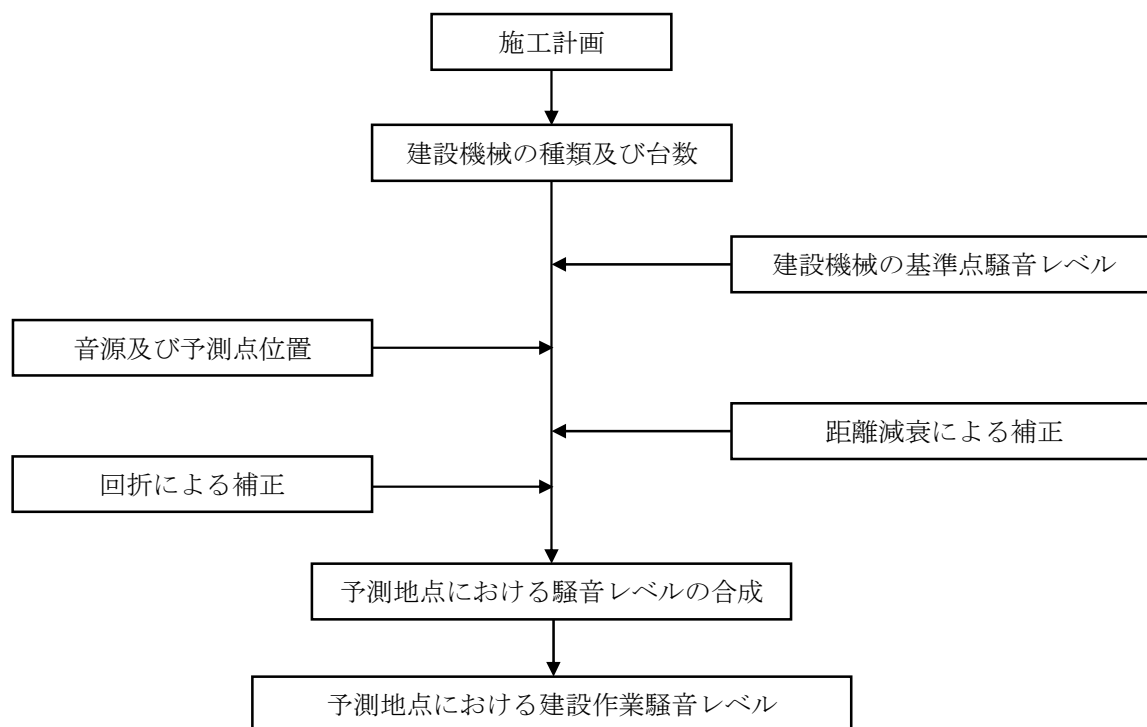 施工計画
建設機械の種類及び台数
建設機械の基準点騒音レベル
音源及び予測点位置
距離減衰による補正
回折による補正
予測地点における騒音レベルの合成
予測地点における建設作業騒音レベル